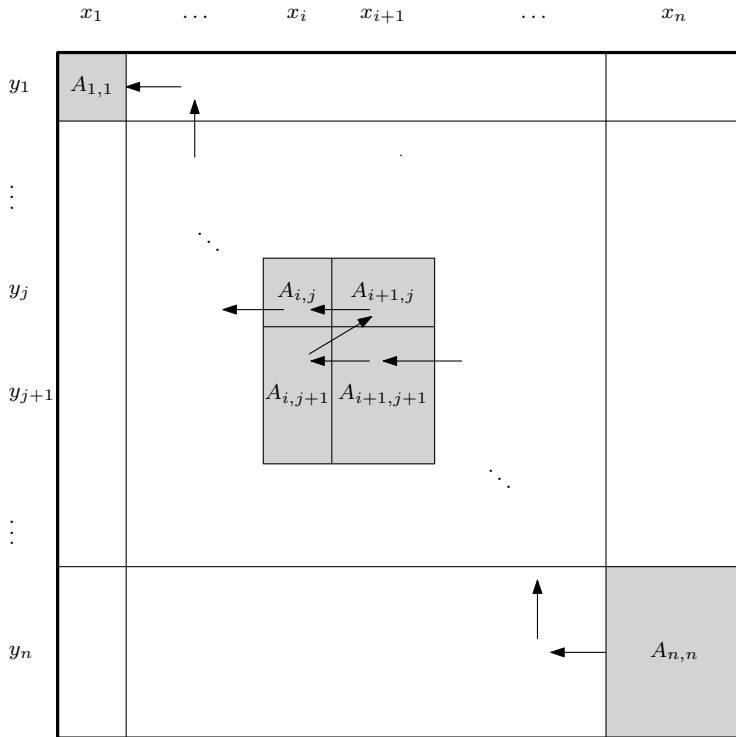 x_1 … x_i x_{i+1} … x_n
y_1 A_{1,1}
⋮
⋱
y_j A_{i,j} A_{i+1,j}
y_{j+1} A_{i,j+1} A_{i+1,j+1}
⋱
⋮
y_n A_{n,n}